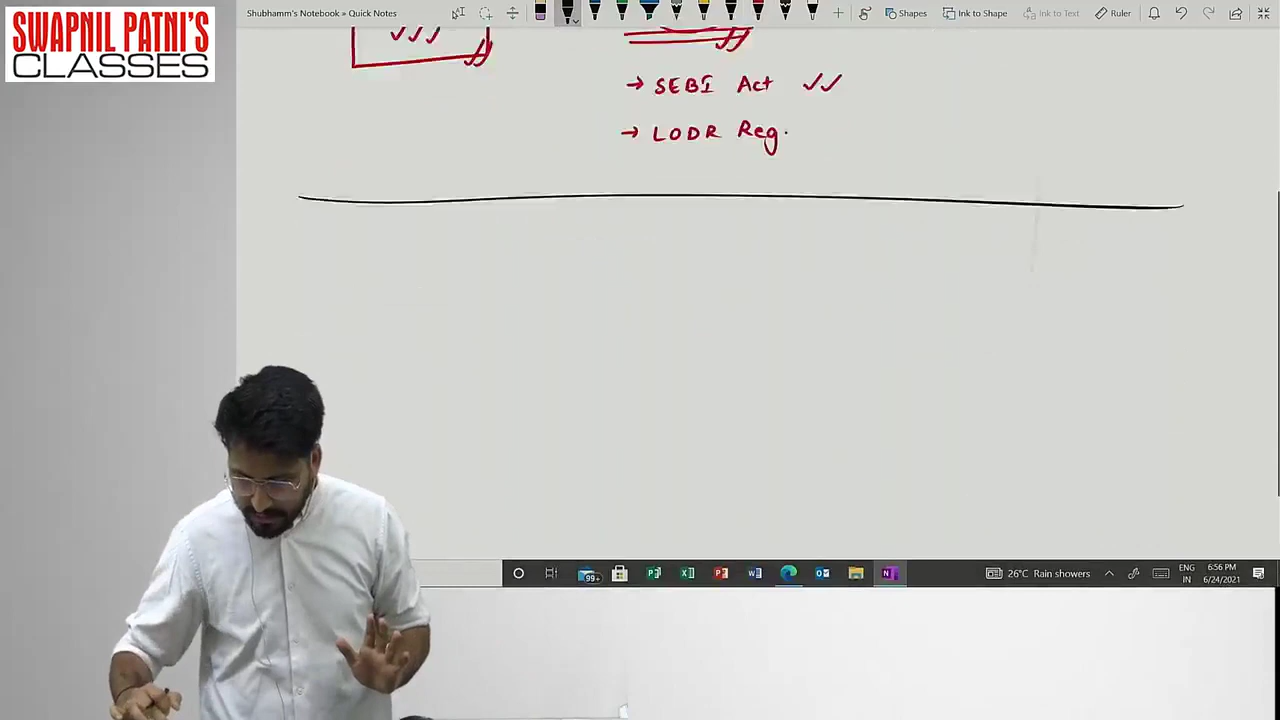 SWAPNIL PATNI'S
CLASSES
Shubhamm's Notebook » Quick Notes
Shapes
Ink to Shape
Ink to Text
Ruler
→ SEBI Act ✓✓
→ LODR Reg.
99+
26°C Rain showers
ENG
IN
6:56 PM
6/24/2021